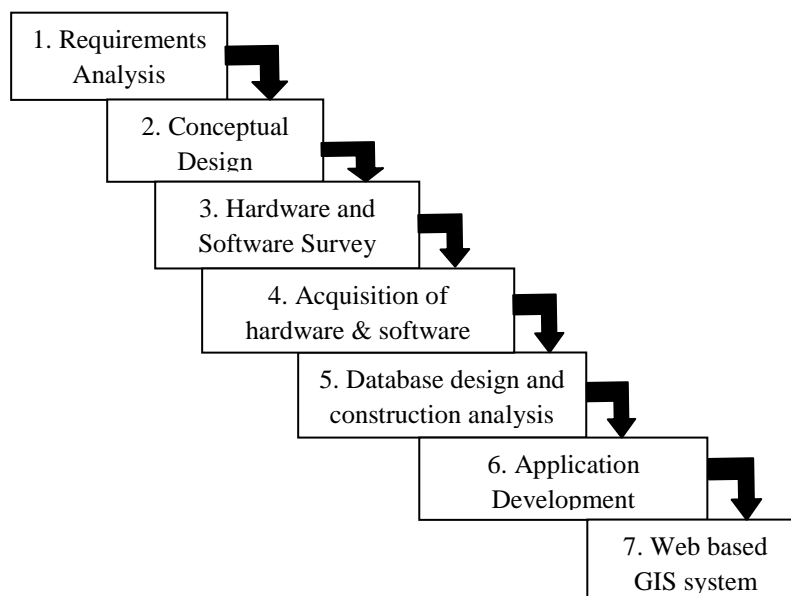 1. Requirements
Analysis
2. Conceptual
Design
3. Hardware and
Software Survey
4. Acquisition of
hardware & software
5. Database design and
construction analysis
6. Application
Development
7. Web based
GIS system